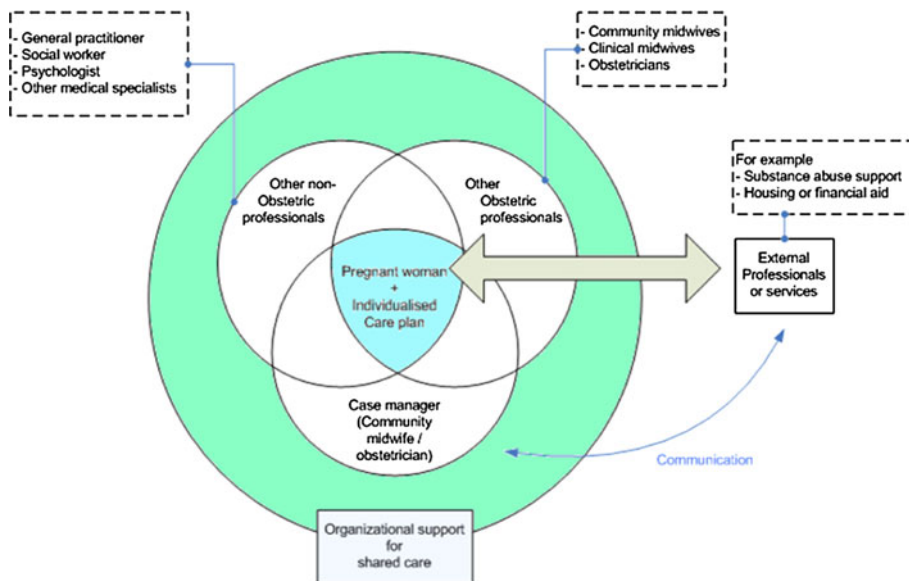 - General practitioner
- Social worker
- Psychologist
- Other medical specialists
- Community midwives
- Clinical midwives
- Obstetricians
For example
- Substance abuse support
- Housing or financial aid
Other non-
Obstetric
professionals
Other
Obstetric
professionals
Pregnant woman
+
Individualised
Care plan
External
Professionals
or services
Case manager
(Community
midwife /
obstetrician)
Communication
Organizational support
for
shared care